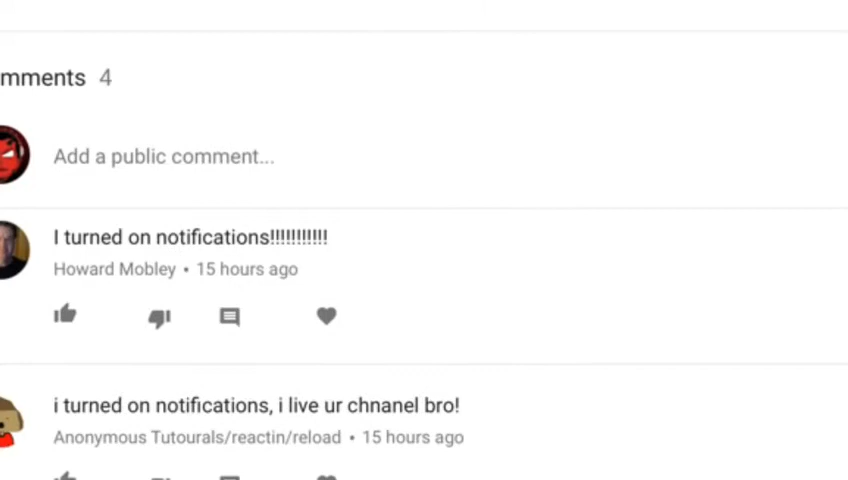 mments 4
Add a public comment...
I turned on notifications!!!!!!!!!!!
Howard Mobley • 15 hours ago
i turned on notifications, i live ur chnanel bro!
Anonymous Tutourals/reactin/reload • 15 hours ago